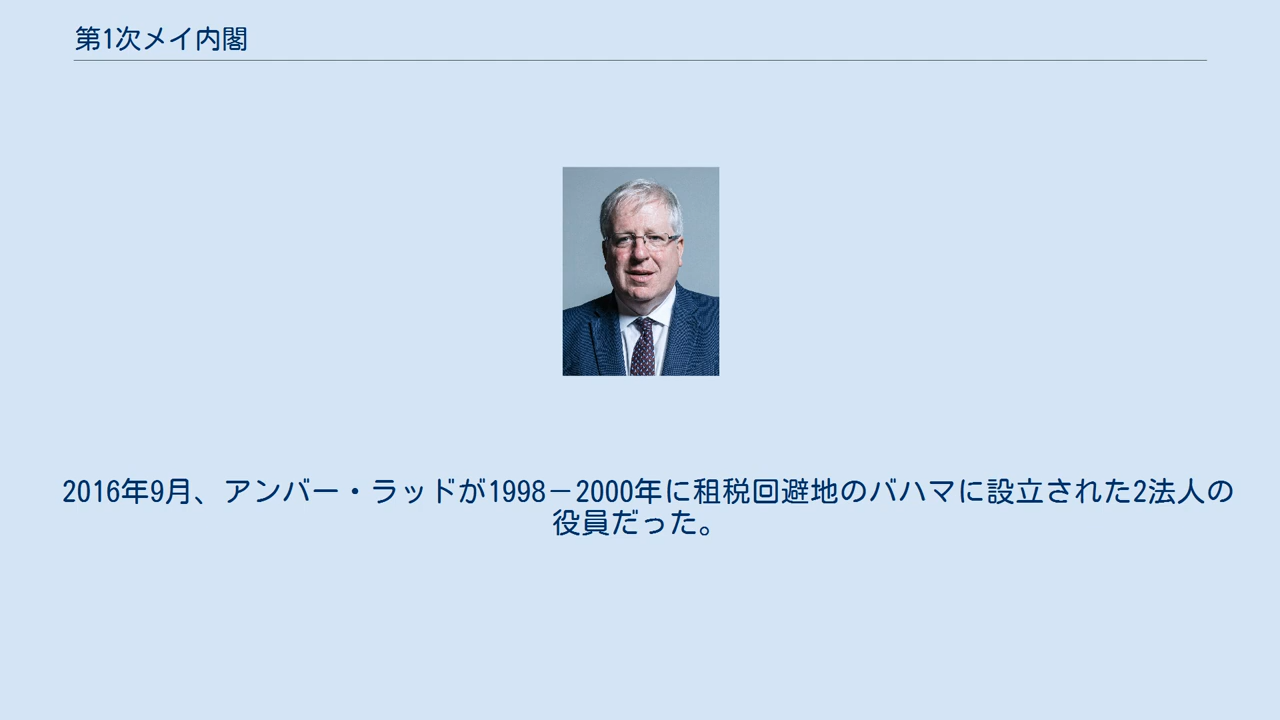 第1次メイ内閣
2016年9月、アンバー・ラッドが1998－2000年に租税回避地のバハマに設立された2法人の
役員だった。